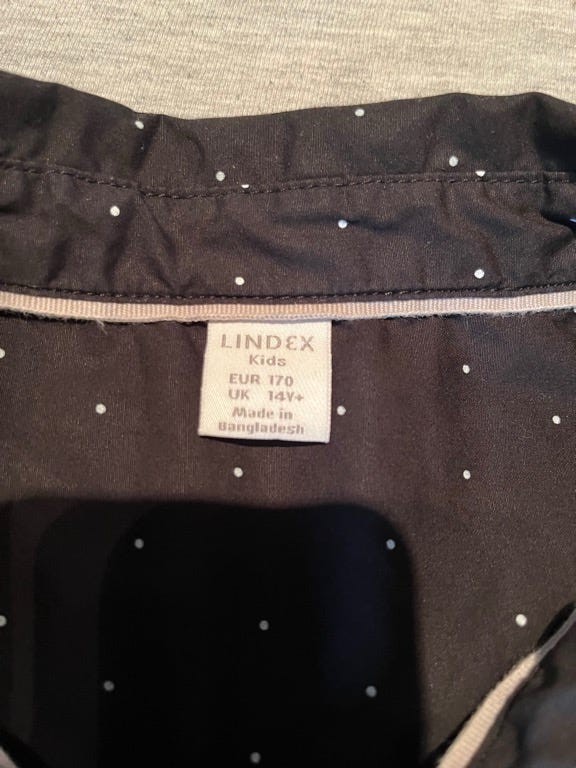 LINDEX
Kids
EUR 170
UK 14Y+
Made in
Bangladesh